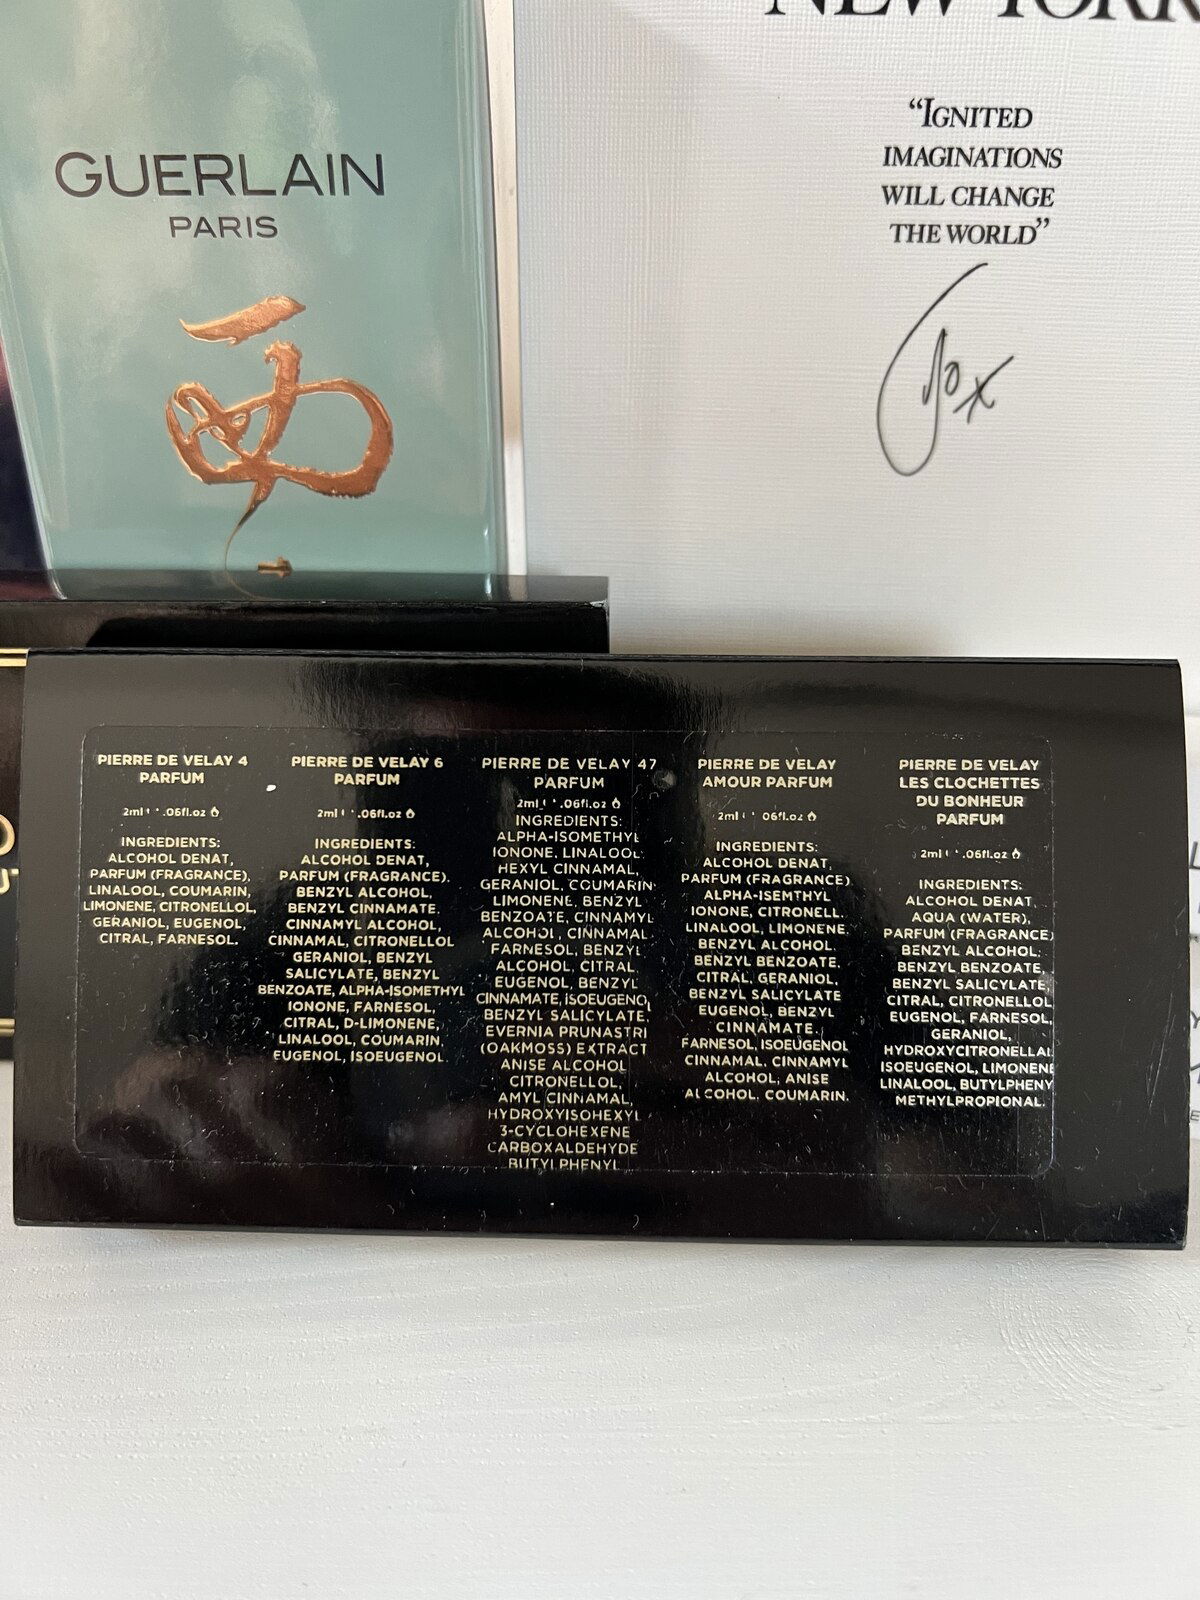 GUERLAIN
PARIS
NEW YORK
“IGNITED
IMAGINATIONS
WILL CHANGE
THE WORLD”
PIERRE DE VELAY 4
PARFUM
2ml .06fl.oz
INGREDIENTS:
ALCOHOL DENAT,
PARFUM (FRAGRANCE),
LINALOOL, COUMARIN,
LIMONENE, CITRONELLOL,
GERANIOL, EUGENOL,
CITRAL, FARNESOL.
PIERRE DE VELAY 6
PARFUM
2ml .06fl.oz
INGREDIENTS:
ALCOHOL DENAT,
PARFUM (FRAGRANCE),
BENZYL ALCOHOL,
BENZYL CINNAMATE,
CINNAMYL ALCOHOL,
CINNAMAL, CITRONELLOL
GERANIOL, BENZYL
SALICYLATE, BENZYL
BENZOATE, ALPHA-ISOMETHYL
IONONE, FARNESOL,
CITRAL, D-LIMONENE,
LINALOOL, COUMARIN,
EUGENOL, ISOEUGENOL.
PIERRE DE VELAY 47
PARFUM
2ml .06fl.oz
INGREDIENTS:
ALPHA-ISOMETHYL
IONONE, LINALOOL,
HEXYL CINNAMAL,
GERANIOL, COUMARIN
LIMONENE, BENZYL
BENZOATE, CINNAMYL
ALCOHOL, CINNAMAL
FARNESOL, BENZYL
ALCOHOL, CITRAL
EUGENOL, BENZYL
CINNAMATE, ISOEUGENOL
BENZYL SALICYLATE,
EVERNIA PRUNASTRI
(OAKMOSS) EXTRACT
ANISE ALCOHOL
CITRONELLOL,
AMYL CINNAMAL,
HYDROXYISOHEXYL
3-CYCLOHEXENE
CARBOXALDEHYDE
BUTYLPHENYL
PIERRE DE VELAY
AMOUR PARFUM
2ml 06fl.oz
INGREDIENTS:
ALCOHOL DENAT,
PARFUM (FRAGRANCE)
ALPHA-ISEMTHYL
IONONE, CITRONELL.
LINALOOL, LIMONENE,
BENZYL ALCOHOL.
BENZYL BENZOATE,
CITRAL, GERANIOL,
BENZYL SALICYLATE
EUGENOL, BENZYL
CINNAMATE.
FARNESOL, ISOEUGENOL
CINNAMAL, CINNAMYL
ALCOHOL, ANISE
ALCOHOL, COUMARIN.
PIERRE DE VELAY
LES CLOCHETTES
DU BONHEUR
PARFUM
2ml .06fl.oz
INGREDIENTS:
ALCOHOL DENAT,
AQUA (WATER),
PARFUM (FRAGRANCE)
BENZYL ALCOHOL,
BENZYL BENZOATE,
BENZYL SALICYLATE,
CITRAL, CITRONELLOL
EUGENOL, FARNESOL,
GERANIOL,
HYDROXYCITRONELLAL
ISOEUGENOL, LIMONENE
LINALOOL, BUTYLPHENY
METHYLPROPIONAL.